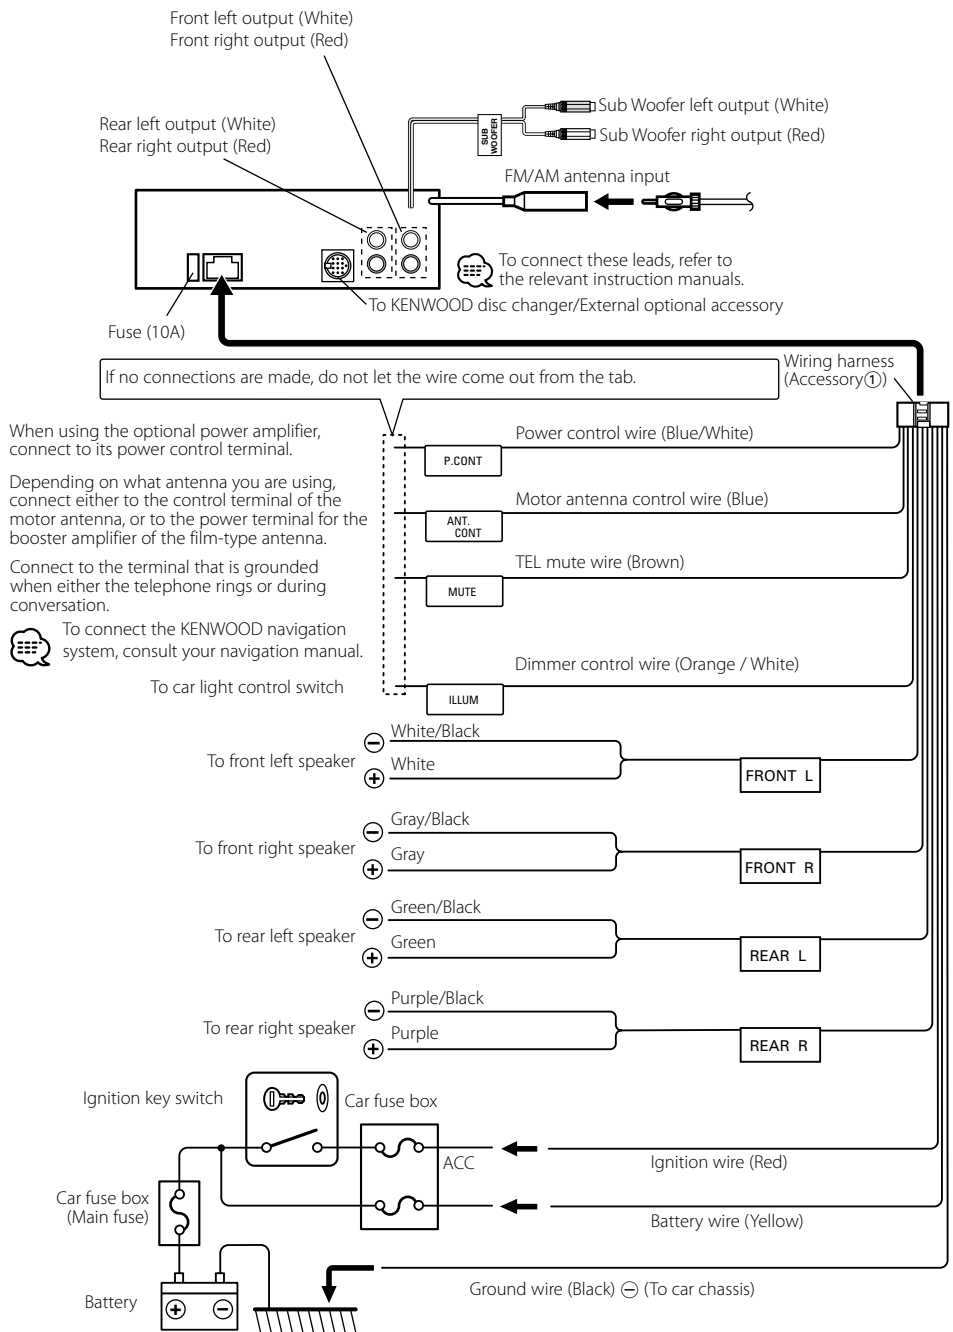 Front left output (White)
Front right output (Red)
Sub Woofer left output (White)
Rear left output (White)
Rear right output (Red)
SUB
WOOFER
Sub Woofer right output (Red)
FM/AM antenna input
To connect these leads, refer to
the relevant instruction manuals.
To KENWOOD disc changer/External optional accessory
Fuse (10A)
Wiring harness
(Accessory①)
If no connections are made, do not let the wire come out from the tab.
When using the optional power amplifier,
connect to its power control terminal.
P.CONT
Power control wire (Blue/White)
Depending on what antenna you are using,
connect either to the control terminal of the
motor antenna, or to the power terminal for the
booster amplifier of the film-type antenna.
ANT.
CONT
Motor antenna control wire (Blue)
Connect to the terminal that is grounded
when either the telephone rings or during
conversation.
MUTE
TEL mute wire (Brown)
To connect the KENWOOD navigation
system, consult your navigation manual.
To car light control switch
ILLUM
Dimmer control wire (Orange / White)
To front left speaker
⊖ White/Black
⊕ White
FRONT L
To front right speaker
⊖ Gray/Black
⊕ Gray
FRONT R
To rear left speaker
⊖ Green/Black
⊕ Green
REAR L
To rear right speaker
⊖ Purple/Black
⊕ Purple
REAR R
Ignition key switch
Car fuse box
ACC
Ignition wire (Red)
Car fuse box
(Main fuse)
Battery wire (Yellow)
Ground wire (Black) ⊖ (To car chassis)
Battery
⊕ ⊖